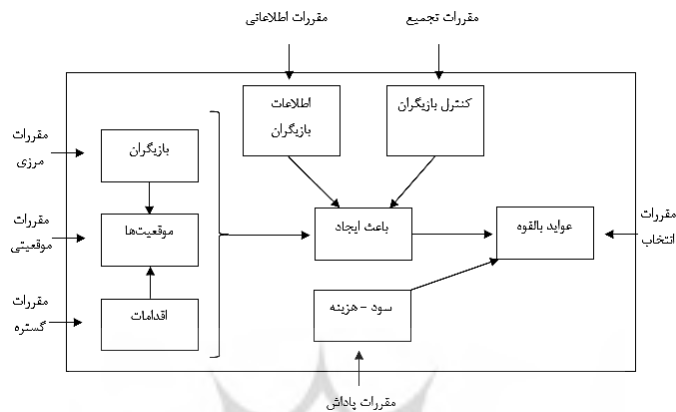 مقررات اطلاعاتی
مقررات تجمیع
اطلاعات
بازیگران
کنترل بازیگران
مقررات
مرزی
بازیگران
مقررات
موقعیتی
موقعیت‌ها
باعث ایجاد
عواید بالقوه
مقررات
انتخاب
مقررات
گستره
اقدامات
سود – هزینه
مقررات پاداش